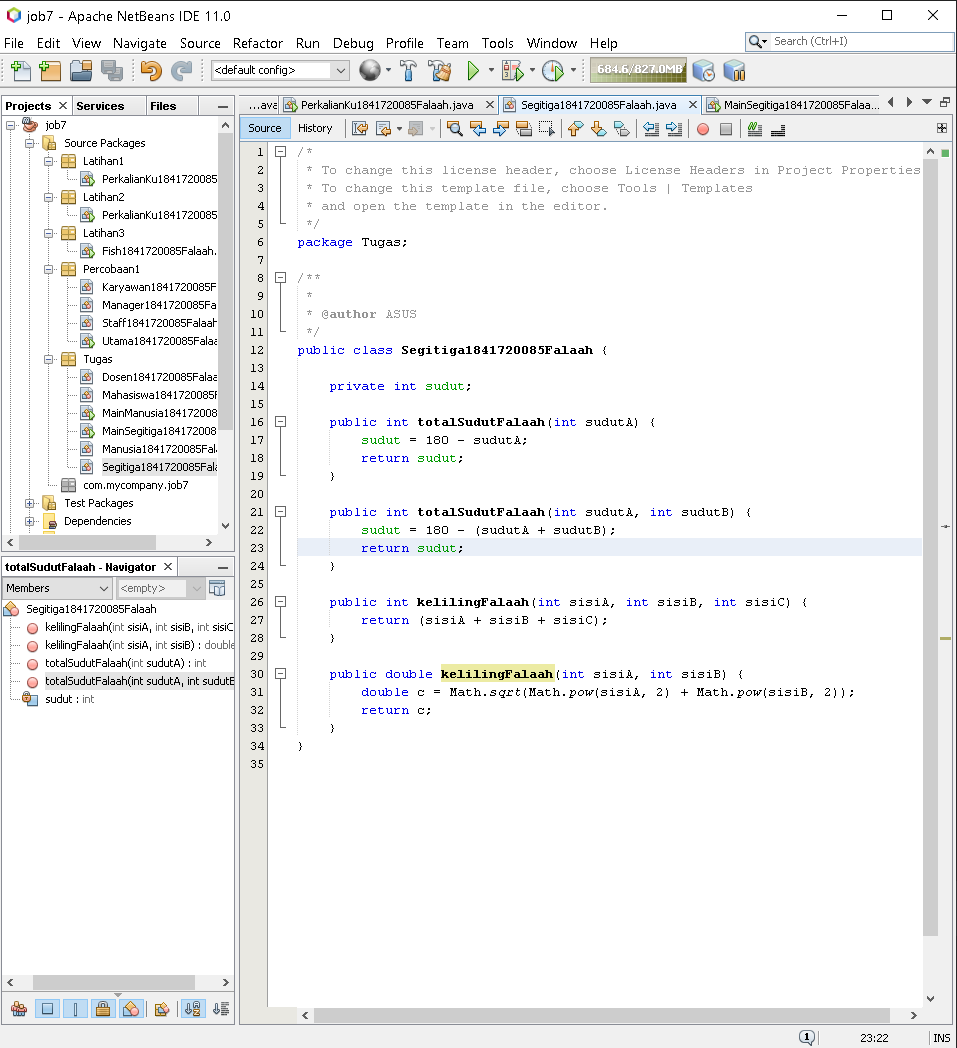 job7 - Apache NetBeans IDE 11.0
File Edit View Navigate Source Refactor Run Debug Profile Team Tools Window Help
Search (Ctrl+I)
<default config>
684.6/827.0MB
Projects Services Files
...ava PerkalianKu1841720085Falaah.java Segitiga1841720085Falaah.java MainSegitiga1841720085Falaa...
job7
Source Packages
Latihan1
PerkalianKu1841720085
Latihan2
PerkalianKu1841720085
Latihan3
Fish1841720085Falaah.
Percobaan1
Karyawan1841720085F
Manager1841720085Fa
Staff1841720085Falaah
Utama1841720085Falaa
Tugas
Dosen1841720085Falaa
Mahasiswa1841720085F
MainManusia184172008
MainSegitiga184172008
Manusia1841720085Fal
Segitiga1841720085Fala
com.mycompany.job7
Test Packages
Dependencies
totalSudutFalaah - Navigator
Members <empty>
Segitiga1841720085Falaah
kelilingFalaah(int sisiA, int sisiB, int sisiC
kelilingFalaah(int sisiA, int sisiB) : double
totalSudutFalaah(int sudutA) : int
totalSudutFalaah(int sudutA, int sudutB
sudut : int
Source History
1 /*
2 * To change this license header, choose License Headers in Project Properties
3 * To change this template file, choose Tools | Templates
4 * and open the template in the editor.
5 */
6 package Tugas;
7
8 /**
9 *
10 * @author ASUS
11 */
12 public class Segitiga1841720085Falaah {
13
14 private int sudut;
15
16 public int totalSudutFalaah(int sudutA) {
17 sudut = 180 - sudutA;
18 return sudut;
19 }
20
21 public int totalSudutFalaah(int sudutA, int sudutB) {
22 sudut = 180 - (sudutA + sudutB);
23 return sudut;
24 }
25
26 public int kelilingFalaah(int sisiA, int sisiB, int sisiC) {
27 return (sisiA + sisiB + sisiC);
28 }
29
30 public double kelilingFalaah(int sisiA, int sisiB) {
31 double c = Math.sqrt(Math.pow(sisiA, 2) + Math.pow(sisiB, 2));
32 return c;
33 }
34 }
35
1 23:22 INS